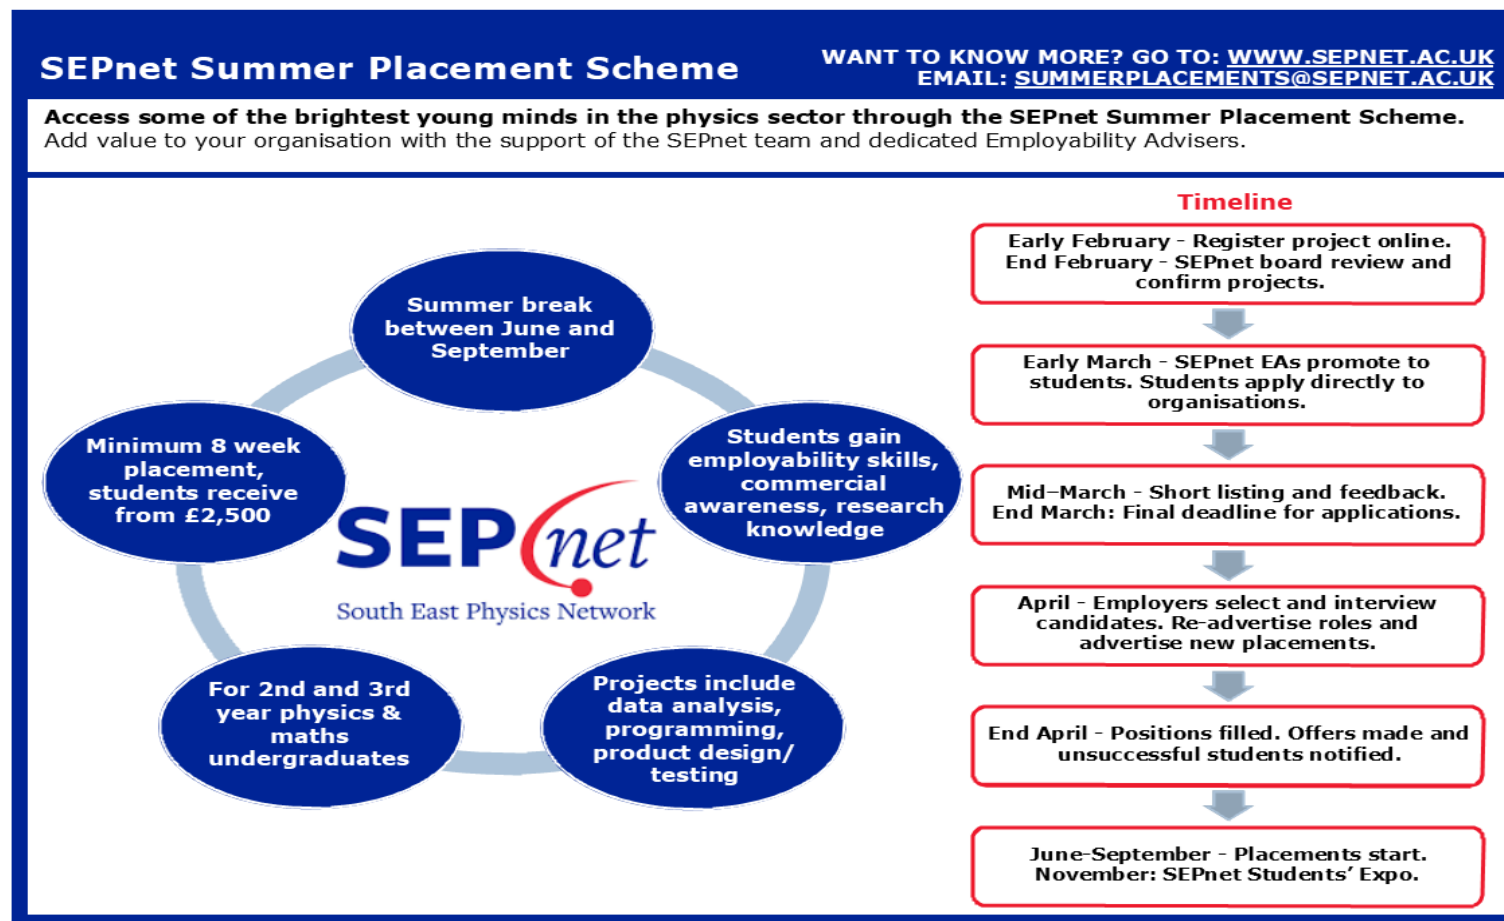 SEPnet Summer Placement Scheme
WANT TO KNOW MORE? GO TO: WWW.SEPNET.AC.UK
EMAIL: SUMMERPLACEMENTS@SEPNET.AC.UK
Access some of the brightest young minds in the physics sector through the SEPnet Summer Placement Scheme.
Add value to your organisation with the support of the SEPnet team and dedicated Employability Advisers.
Summer break
between June and
September
Students gain
employability skills,
commercial
awareness, research
knowledge
Projects include
data analysis,
programming,
product design/
testing
For 2nd and 3rd
year physics &
maths
undergraduates
Minimum 8 week
placement,
students receive
from £2,500
SEPnet
South East Physics Network
Timeline
Early February - Register project online.
End February - SEPnet board review and
confirm projects.
Early March - SEPnet EAs promote to
students. Students apply directly to
organisations.
Mid–March - Short listing and feedback.
End March: Final deadline for applications.
April - Employers select and interview
candidates. Re-advertise roles and
advertise new placements.
End April - Positions filled. Offers made and
unsuccessful students notified.
June-September - Placements start.
November: SEPnet Students’ Expo.